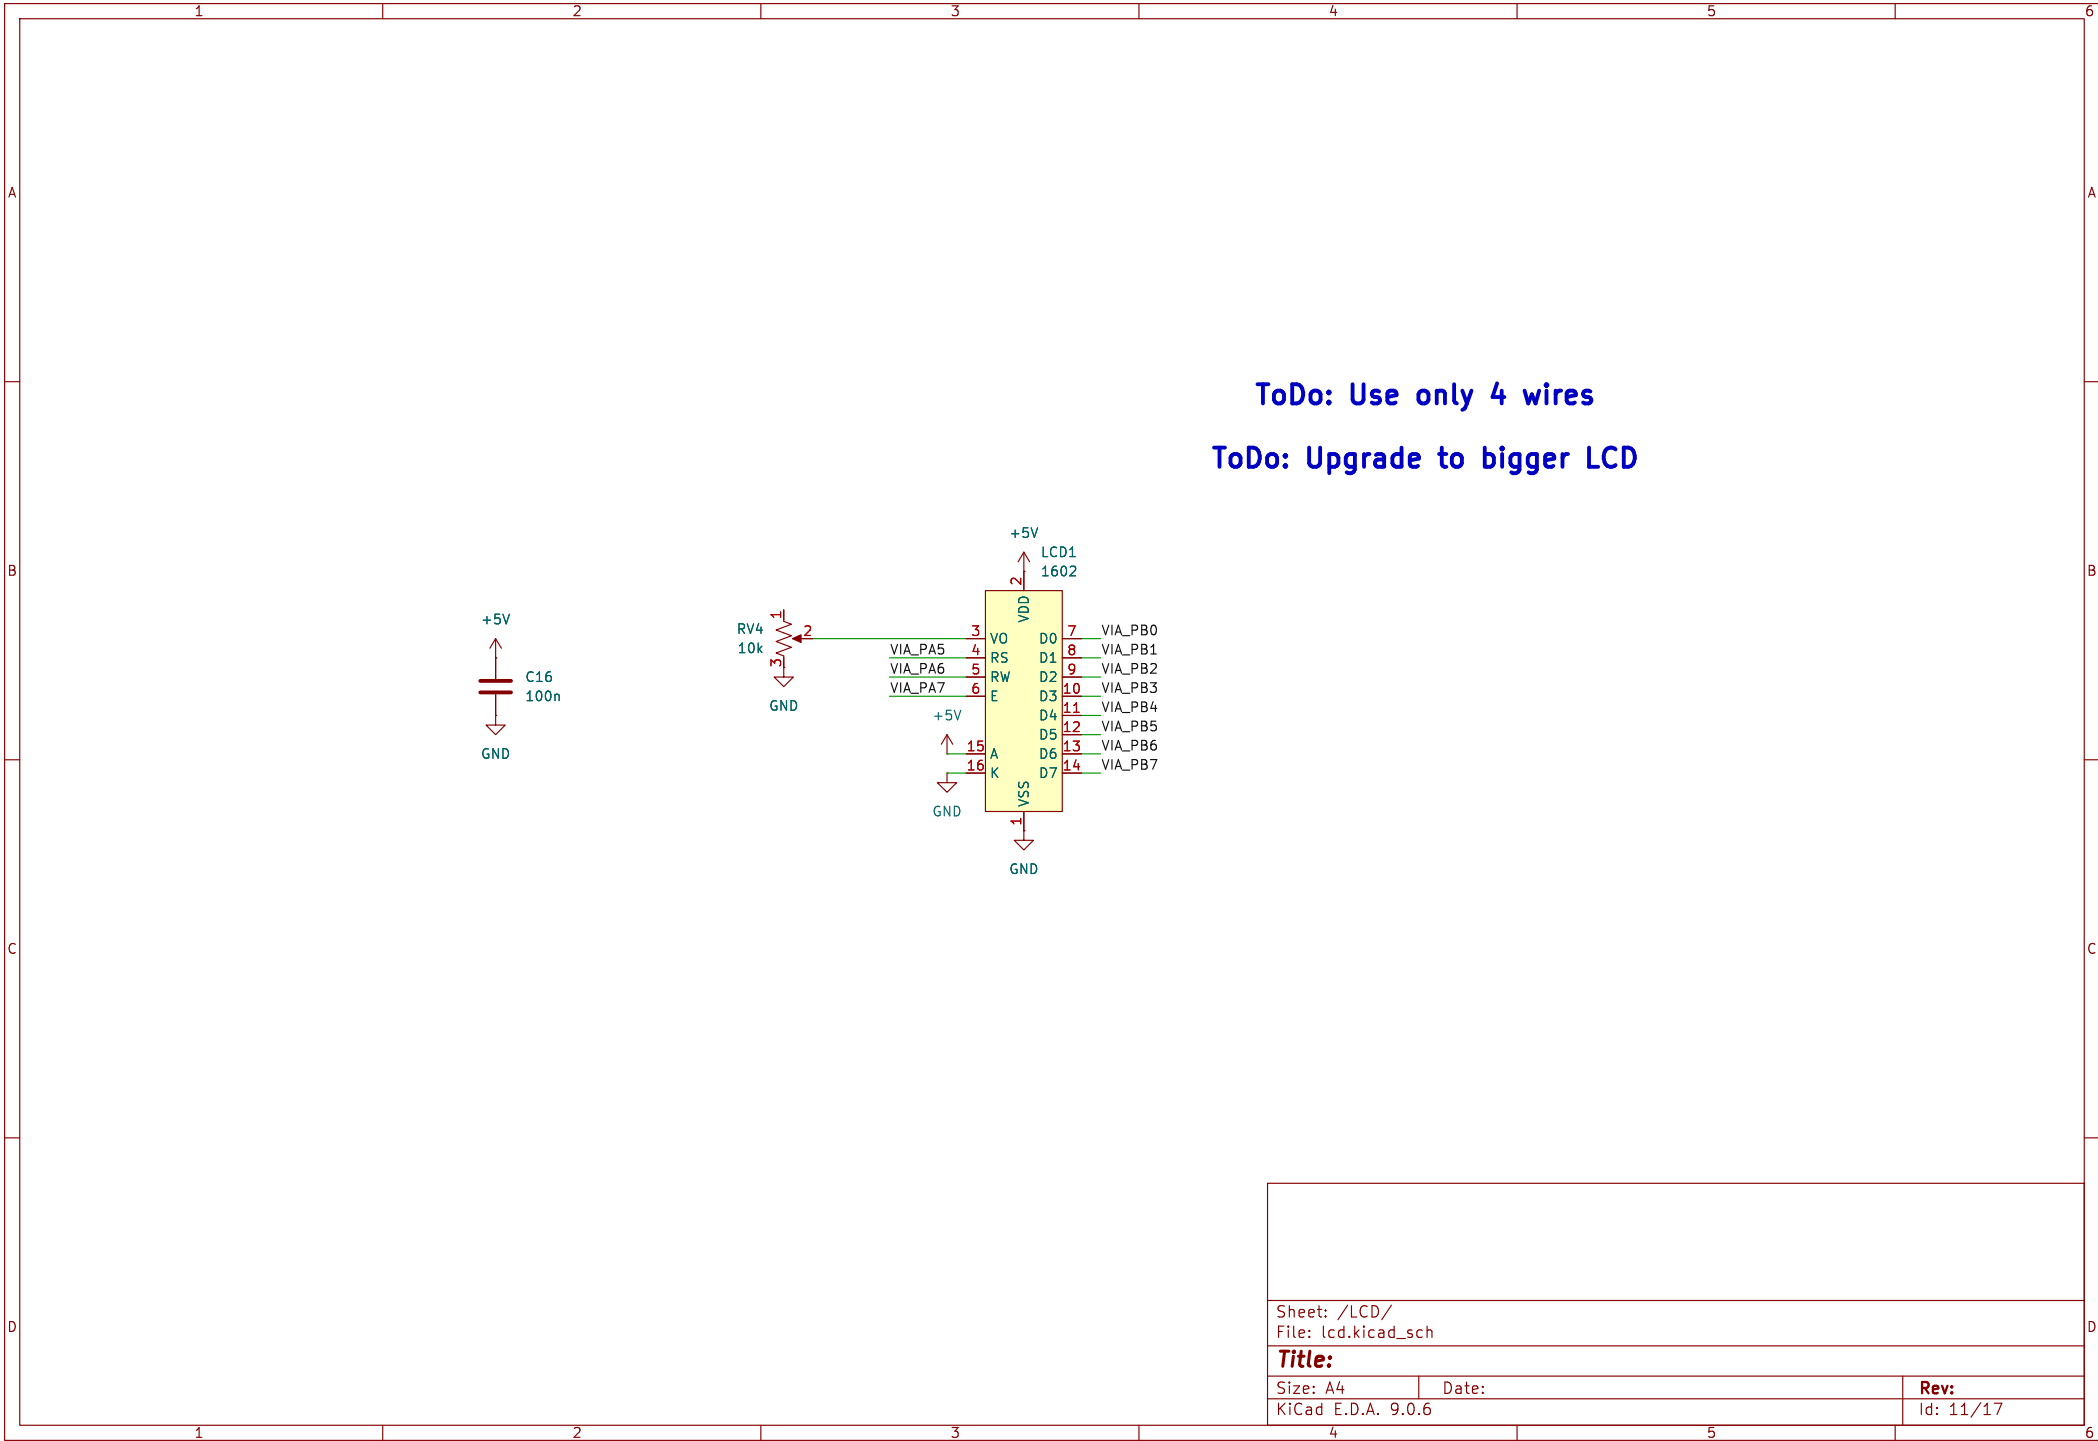 1 2 3 4 5 6
A A
ToDo: Use only 4 wires
ToDo: Upgrade to bigger LCD
+5V
LCD1
1602
2
VDD
B B
+5V
C16
100n
GND
RV4
10k
1
2
3
GND
VIA_PA5
VIA_PA6
VIA_PA7
+5V
GND
3 VO
4 RS
5 RW
6 E
15 A
16 K
D0 7 VIA_PB0
D1 8 VIA_PB1
D2 9 VIA_PB2
D3 10 VIA_PB3
D4 11 VIA_PB4
D5 12 VIA_PB5
D6 13 VIA_PB6
D7 14 VIA_PB7
VSS
1
GND
C C
D D
Sheet: /LCD/
File: lcd.kicad_sch
Title:
Size: A4 Date: Rev:
KiCad E.D.A. 9.0.6 Id: 11/17
1 2 3 4 5 6